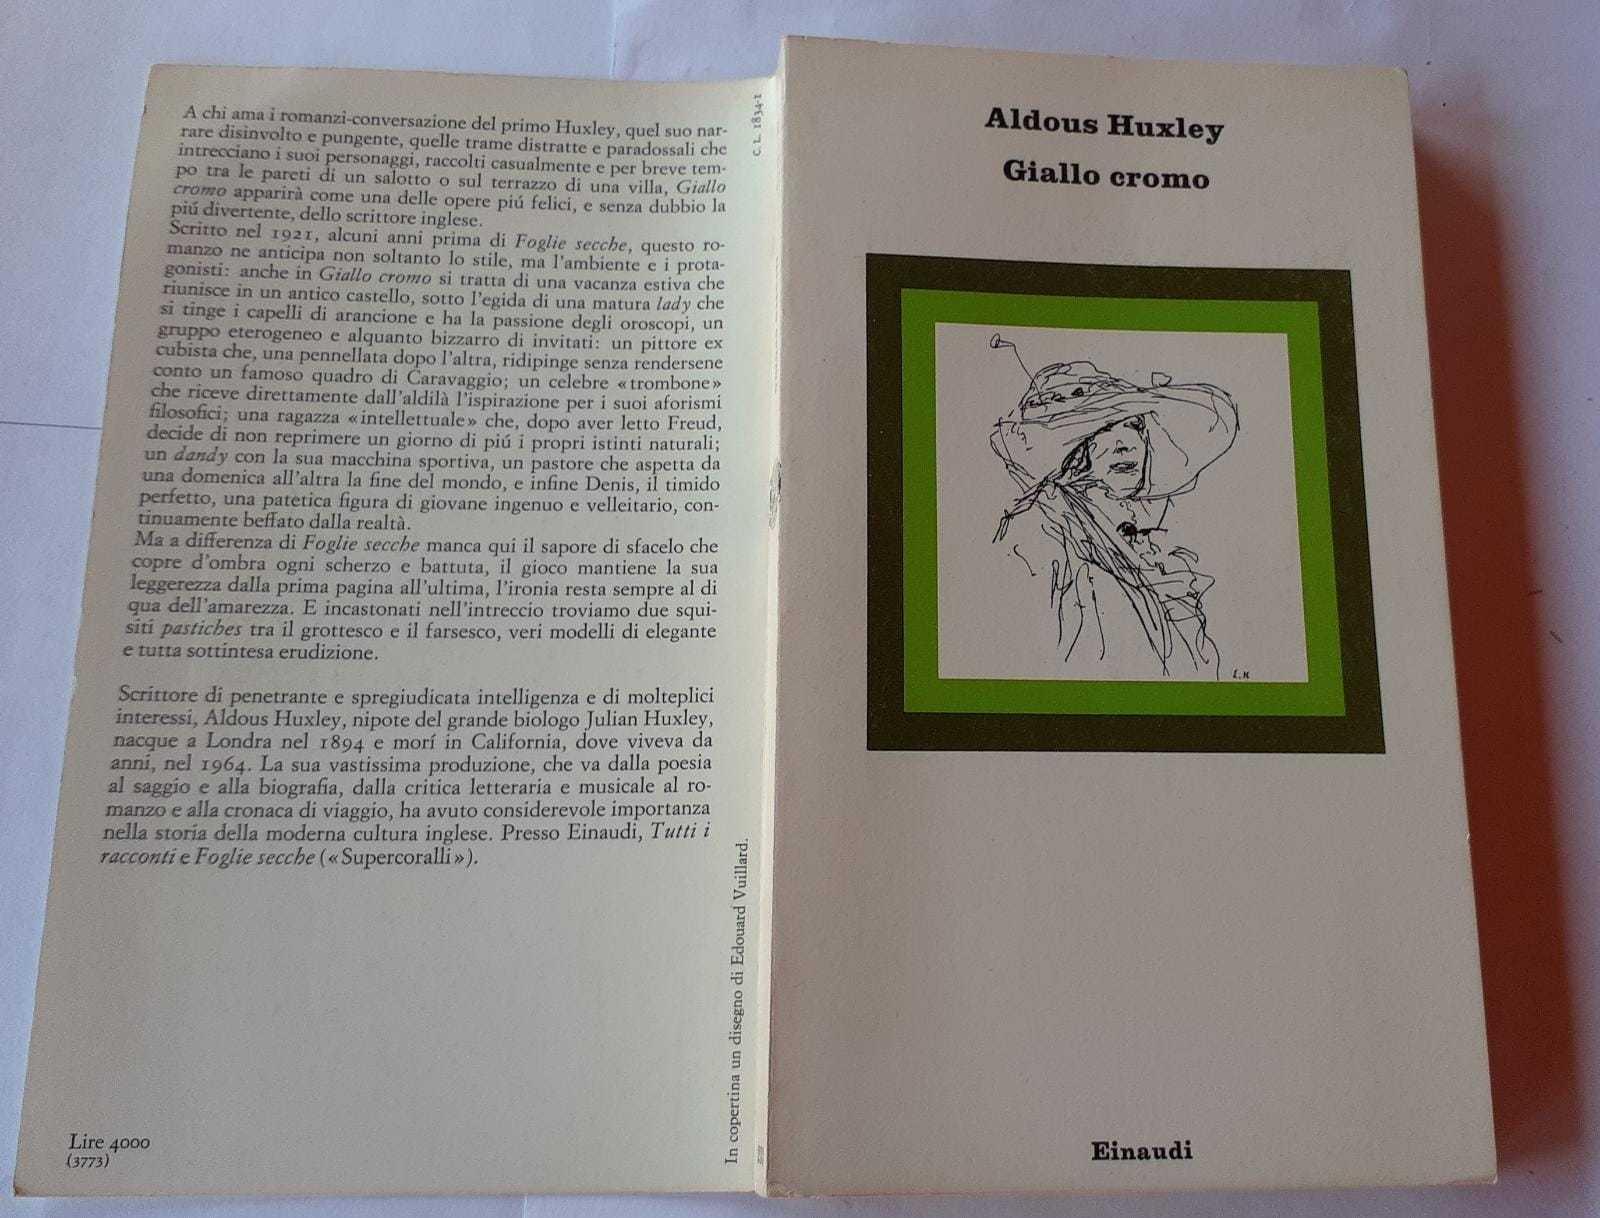 A chi ama i romanzi-conversazione del primo Huxley, quel suo nar-
rare disinvolto e pungente, quelle trame distratte e paradossali che
intrecciano i suoi personaggi, raccolti casualmente e per breve tem-
po tra le pareti di un salotto o sul terrazzo di una villa, Giallo
cromo apparirà come una delle opere piú felici, e senza dubbio la
piú divertente, dello scrittore inglese.
Scritto nel 1921, alcuni anni prima di Foglie secche, questo ro-
manzo ne anticipa non soltanto lo stile, ma l'ambiente e i prota-
gonisti: anche in Giallo cromo si tratta di una vacanza estiva che
riunisce in un antico castello, sotto l'egida di una matura lady che
si tinge i capelli di arancione e ha la passione degli oroscopi, un
gruppo eterogeneo e alquanto bizzarro di invitati: un pittore ex
cubista che, una pennellata dopo l'altra, ridipinge senza rendersene
conto un famoso quadro di Caravaggio; un celebre «trombone»
che riceve direttamente dall'aldilà l'ispirazione per i suoi aforismi
filosofici; una ragazza «intellettuale» che, dopo aver letto Freud,
decide di non reprimere un giorno di piú i propri istinti naturali;
un dandy con la sua macchina sportiva, un pastore che aspetta da
una domenica all'altra la fine del mondo, e infine Denis, il timido
perfetto, una patetica figura di giovane ingenuo e velleitario, con-
tinuamente beffato dalla realtà.
Ma a differenza di Foglie secche manca qui il sapore di sfacelo che
copre d'ombra ogni scherzo e battuta, il gioco mantiene la sua
leggerezza dalla prima pagina all'ultima, l'ironia resta sempre al di
qua dell'amarezza. E incastonati nell'intreccio troviamo due squi-
siti pastiches tra il grottesco e il farsesco, veri modelli di elegante
e tutta sottintesa erudizione.
Scrittore di penetrante e spregiudicata intelligenza e di molteplici
interessi, Aldous Huxley, nipote del grande biologo Julian Huxley,
nacque a Londra nel 1894 e morí in California, dove viveva da
anni, nel 1964. La sua vastissima produzione, che va dalla poesia
al saggio e alla biografia, dalla critica letteraria e musicale al ro-
manzo e alla cronaca di viaggio, ha avuto considerevole importanza
nella storia della moderna cultura inglese. Presso Einaudi, Tutti i
racconti e Foglie secche («Supercoralli»).
Lire 4000
(3773)
C. L. 1834-1
In copertina un disegno di Edouard Vuillard.
Aldous Huxley
Giallo cromo
Einaudi